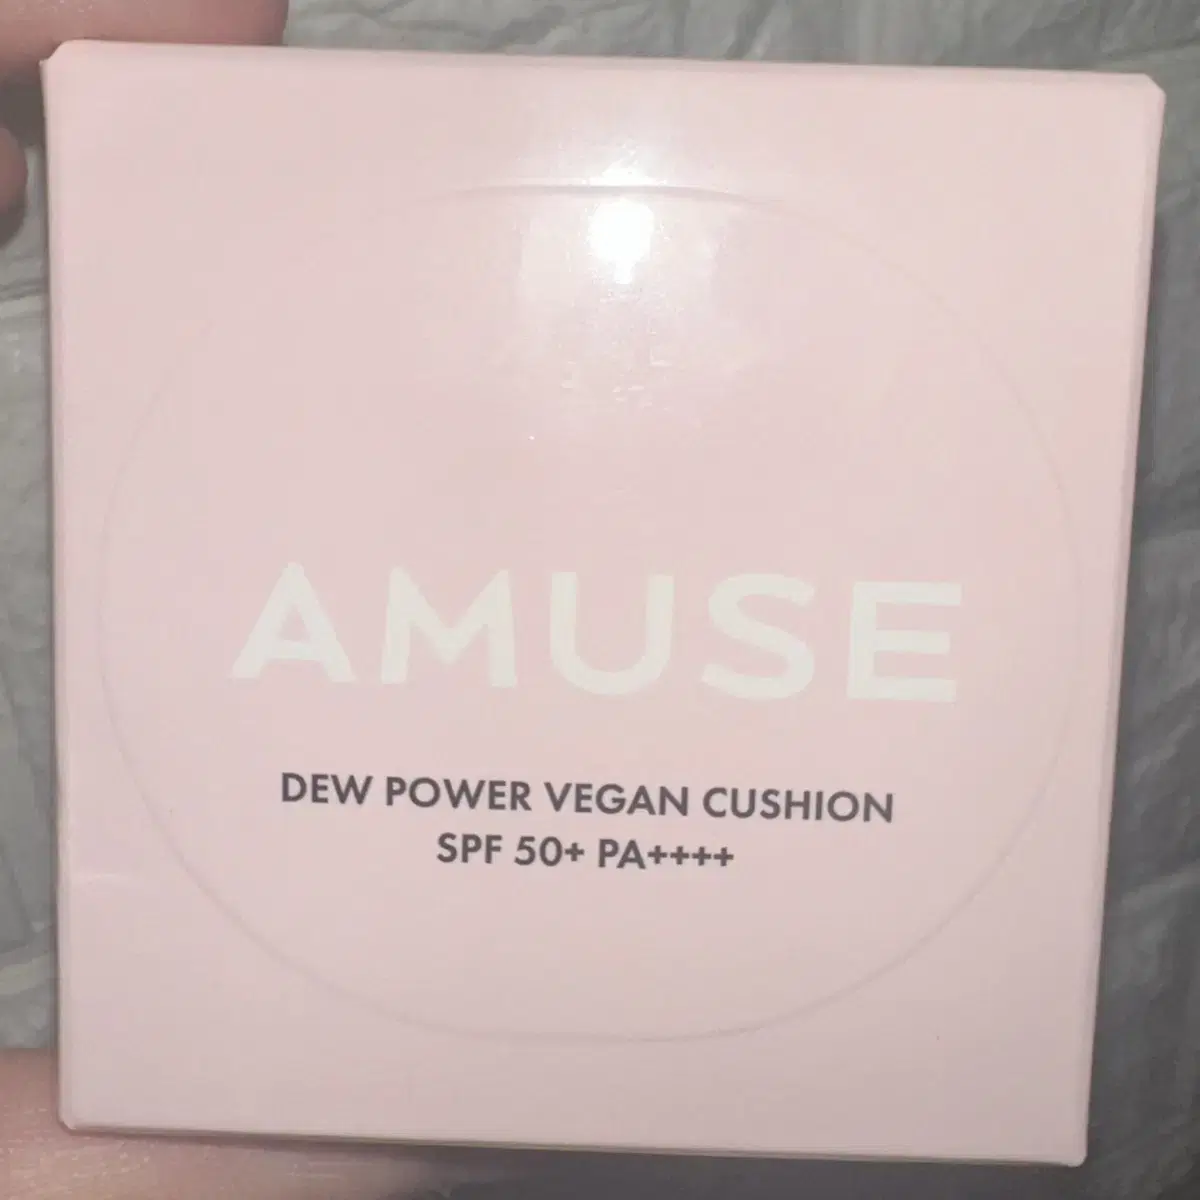 AMUSE
DEW POWER VEGAN CUSHION
SPF 50+ PA++++